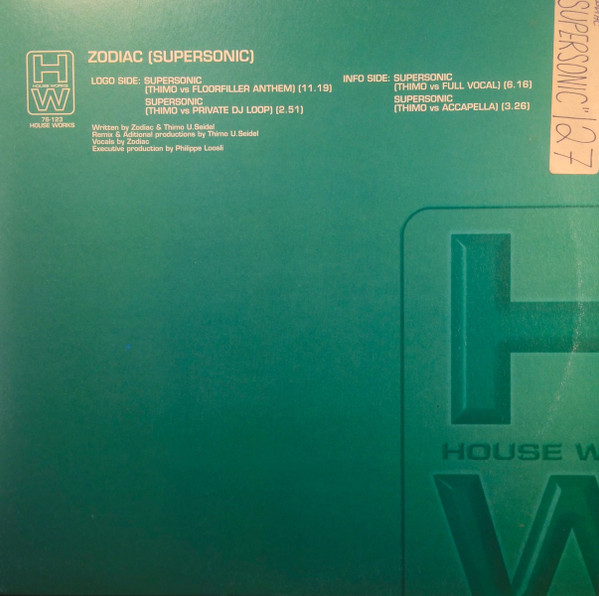 ZODIAC (SUPERSONIC)
H
HOUSE WORKS
W
76-123
HOUSE WORKS
LOGO SIDE: SUPERSONIC
(THIMO vs FLOORFILLER ANTHEM) (11.19)
SUPERSONIC
(THIMO vs PRIVATE DJ LOOP) (2.51)
INFO SIDE: SUPERSONIC
(THIMO vs FULL VOCAL) (6.16)
SUPERSONIC
(THIMO vs ACCAPELLA) (3.26)
Written by Zodiac & Thimo U.Seidel
Remix & Aditional productions by Thimo U.Seidel
Vocals by Zodiac
Executive production by Philippe Loosli
SUPERSONIC" 127
H
HOUSE W
W